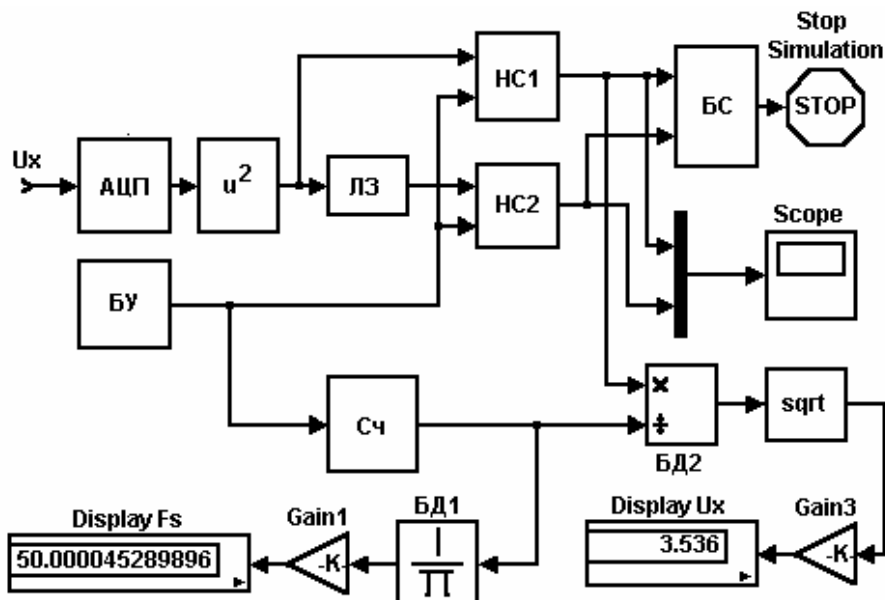 Stop
Simulation
НС1
БС
STOP
Ux
АЦП
u²
ЛЗ
НС2
Scope
БУ
Сч
×
÷
sqrt
БД2
Display Fs
Gain1
БД1
Display Ux
Gain3
50.000045289896
-K-
3.536
-K-